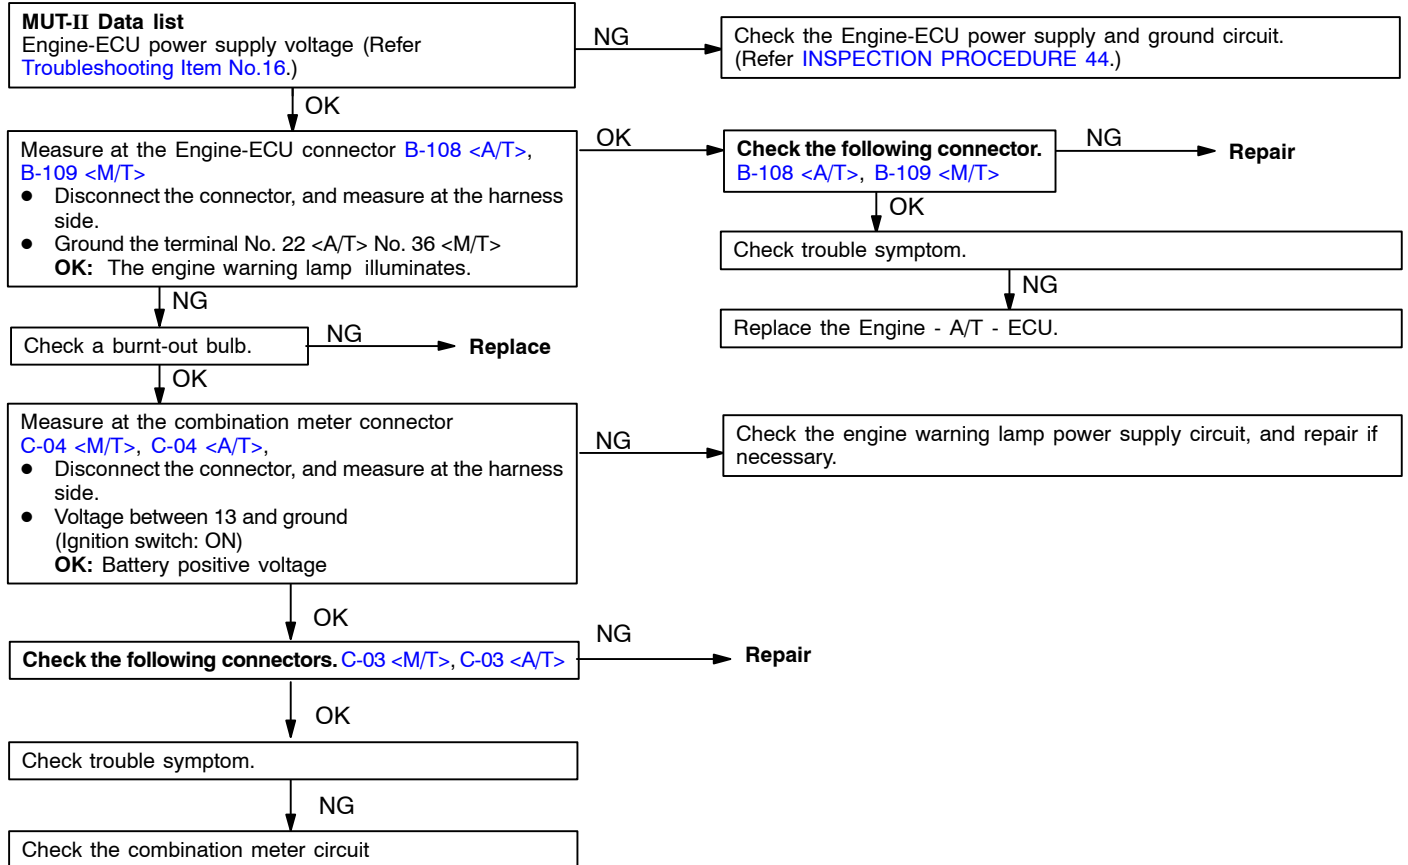 MUT-II Data list
Engine-ECU power supply voltage (Refer
Troubleshooting Item No.16.)
NG
Check the Engine-ECU power supply and ground circuit.
(Refer INSPECTION PROCEDURE 44.)
OK
Measure at the Engine-ECU connector B-108 <A/T>,
B-109 <M/T>
● Disconnect the connector, and measure at the harness
side.
● Ground the terminal No. 22 <A/T> No. 36 <M/T>
OK: The engine warning lamp illuminates.
OK
Check the following connector.
B-108 <A/T>, B-109 <M/T>
NG
Repair
OK
Check trouble symptom.
NG
Replace the Engine - A/T - ECU.
NG
Check a burnt-out bulb.
NG
Replace
OK
Measure at the combination meter connector
C-04 <M/T>, C-04 <A/T>,
● Disconnect the connector, and measure at the harness
side.
● Voltage between 13 and ground
(Ignition switch: ON)
OK: Battery positive voltage
NG
Check the engine warning lamp power supply circuit, and repair if
necessary.
OK
Check the following connectors. C-03 <M/T>, C-03 <A/T>
NG
Repair
OK
Check trouble symptom.
NG
Check the combination meter circuit